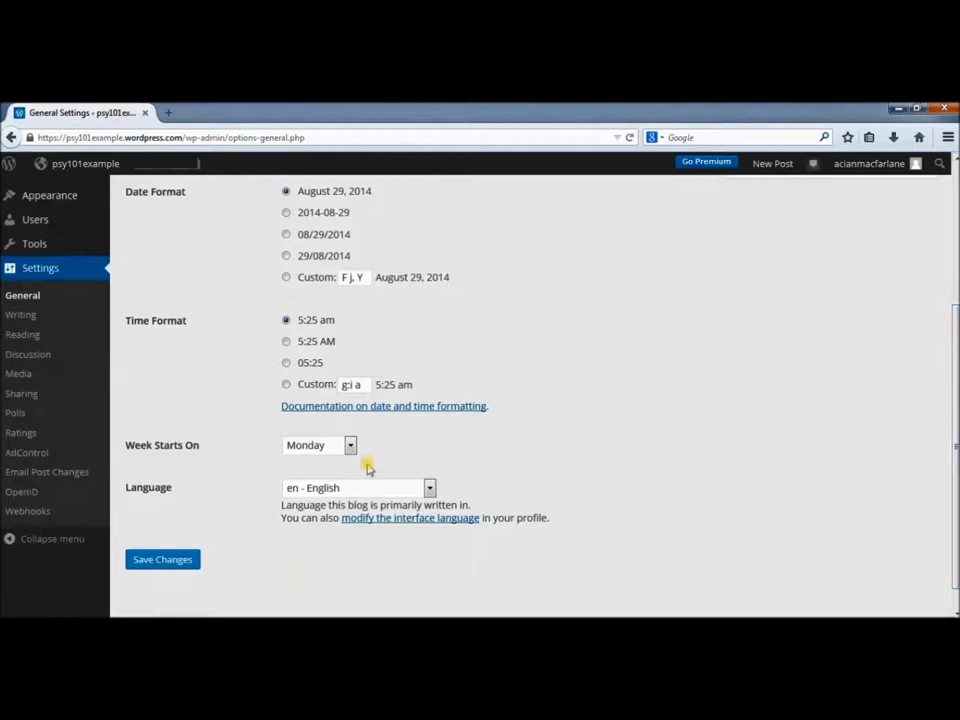 General Settings ‹ psy101ex...
https://psy101example.wordpress.com/wp-admin/options-general.php
Google
psy101example
Go Premium
New Post
acianmacfarlane
Appearance
Users
Tools
Settings
General
Writing
Reading
Discussion
Media
Sharing
Polls
Ratings
AdControl
Email Post Changes
OpenID
Webhooks
Collapse menu
Date Format
August 29, 2014
2014-08-29
08/29/2014
29/08/2014
Custom: F j, Y August 29, 2014
Time Format
5:25 am
5:25 AM
05:25
Custom: g:i a 5:25 am
Documentation on date and time formatting.
Week Starts On
Monday
Language
en - English
Language this blog is primarily written in.
You can also modify the interface language in your profile.
Save Changes